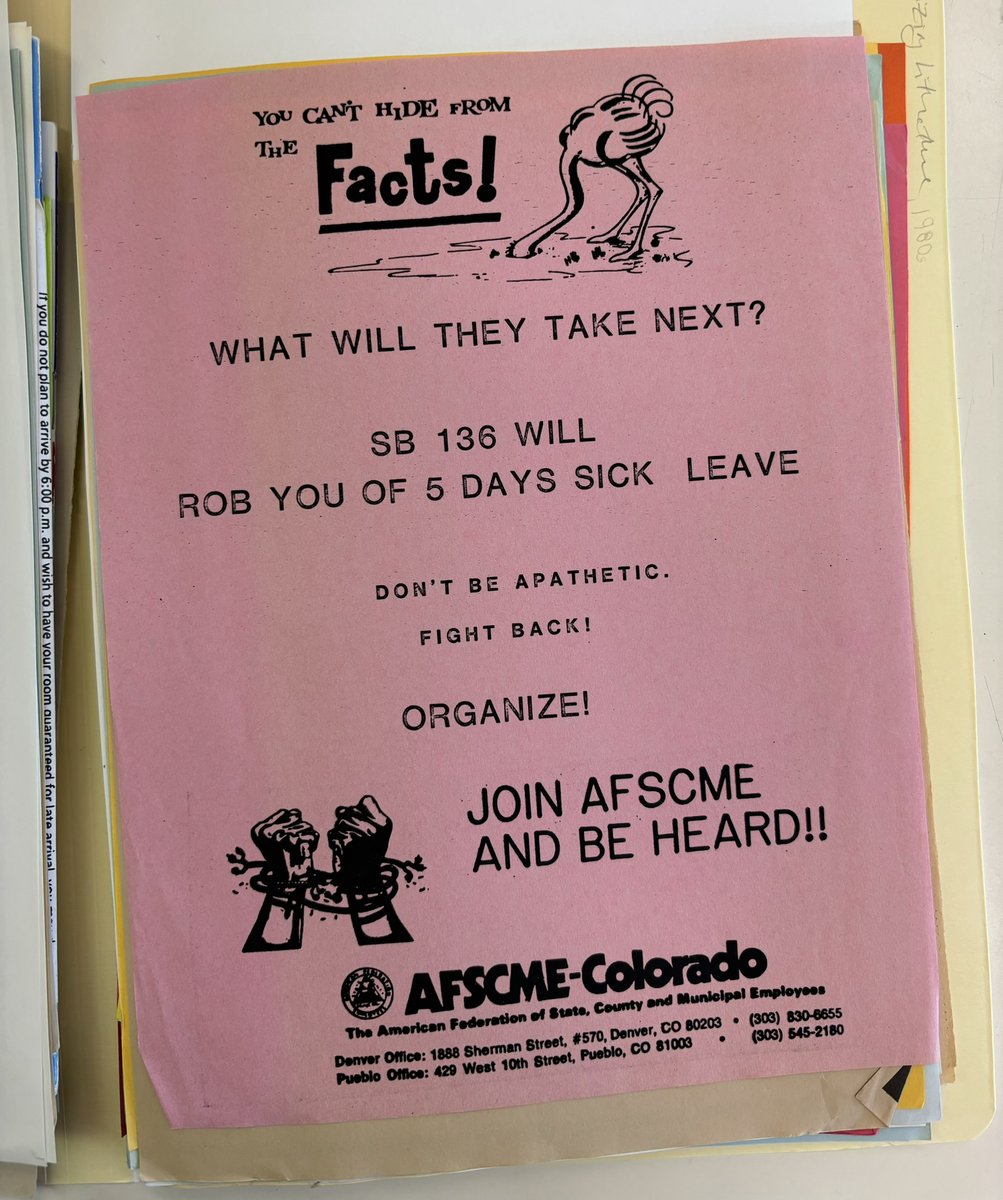 YOU CAN'T HIDE FROM
THE Facts!
WHAT WILL THEY TAKE NEXT?
SB 136 WILL
ROB YOU OF 5 DAYS SICK LEAVE
DON'T BE APATHETIC.
FIGHT BACK!
ORGANIZE!
JOIN AFSCME
AND BE HEARD!!
AFSCME-Colorado
The American Federation of State, County and Municipal Employees
Denver Office: 1888 Sherman Street, #570, Denver, CO 80203 • (303) 830-6655
Pueblo Office: 429 West 10th Street, Pueblo, CO 81003 • (303) 545-2180
If you do not plan to arrive by 6:00 p.m. and wish to have your room guaranteed for late arrival, you
Literature, 1980s